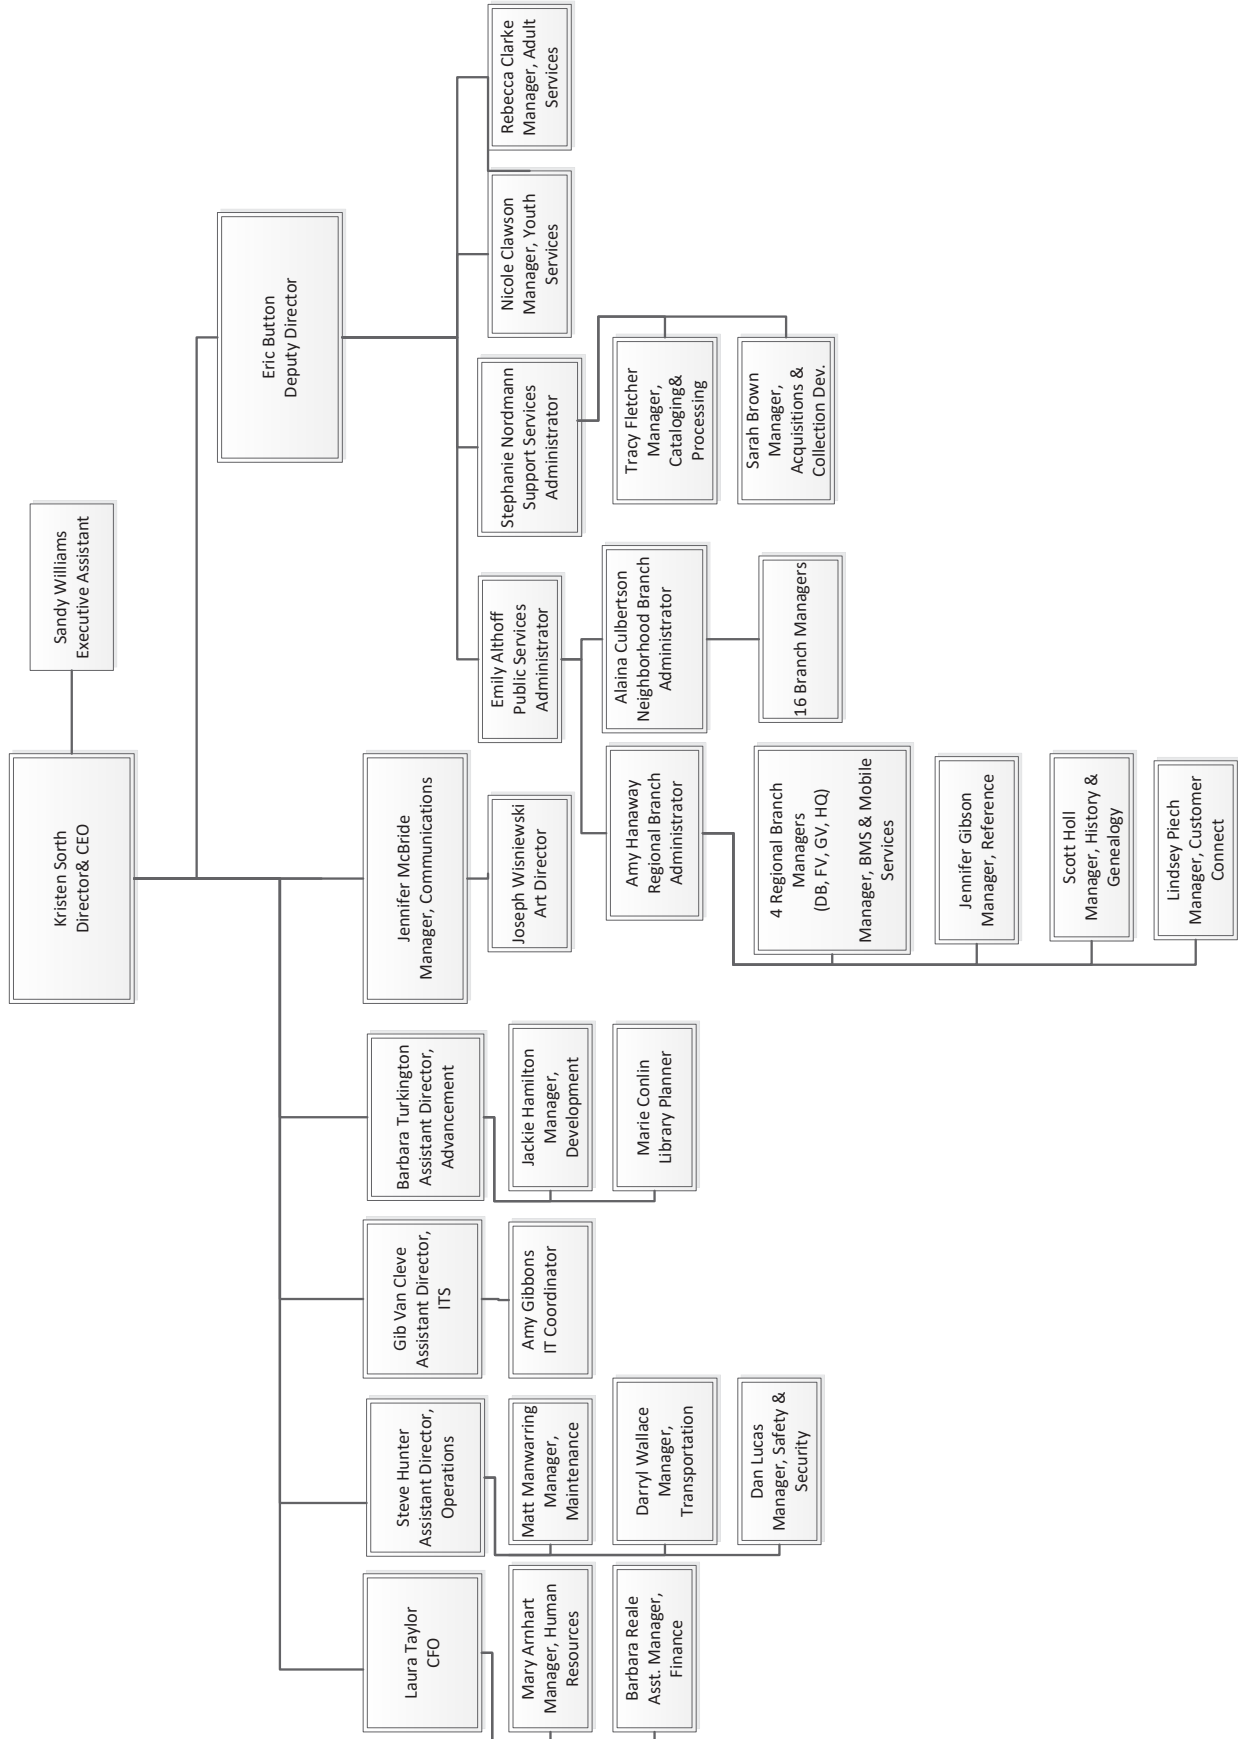 Kristen Sorth
Director& CEO
Sandy Williams
Executive Assistant
Eric Button
Deputy Director
Laura Taylor
CFO
Steve Hunter
Assistant Director,
Operations
Gib Van Cleve
Assistant Director,
ITS
Barbara Turkington
Assistant Director,
Advancement
Jennifer McBride
Manager, Communications
Mary Arnhart
Manager, Human
Resources
Barbara Reale
Asst. Manager,
Finance
Matt Manwarring
Manager,
Maintenance
Darryl Wallace
Manager,
Transportation
Dan Lucas
Manager, Safety &
Security
Amy Gibbons
IT Coordinator
Jackie Hamilton
Manager,
Development
Marie Conlin
Library Planner
Joseph Wisniewski
Art Director
Emily Althoff
Public Services
Administrator
Stephanie Nordmann
Support Services
Administrator
Nicole Clawson
Manager, Youth
Services
Rebecca Clarke
Manager, Adult
Services
Amy Hanaway
Regional Branch
Administrator
Alaina Culbertson
Neighborhood Branch
Administrator
Tracy Fletcher
Manager,
Cataloging&
Processing
Sarah Brown
Manager,
Acquisitions &
Collection Dev.
4 Regional Branch
Managers
(DB, FV, GV, HQ)
Manager, BMS & Mobile
Services
16 Branch Managers
Jennifer Gibson
Manager, Reference
Scott Holl
Manager, History &
Genealogy
Lindsey Piech
Manager, Customer
Connect